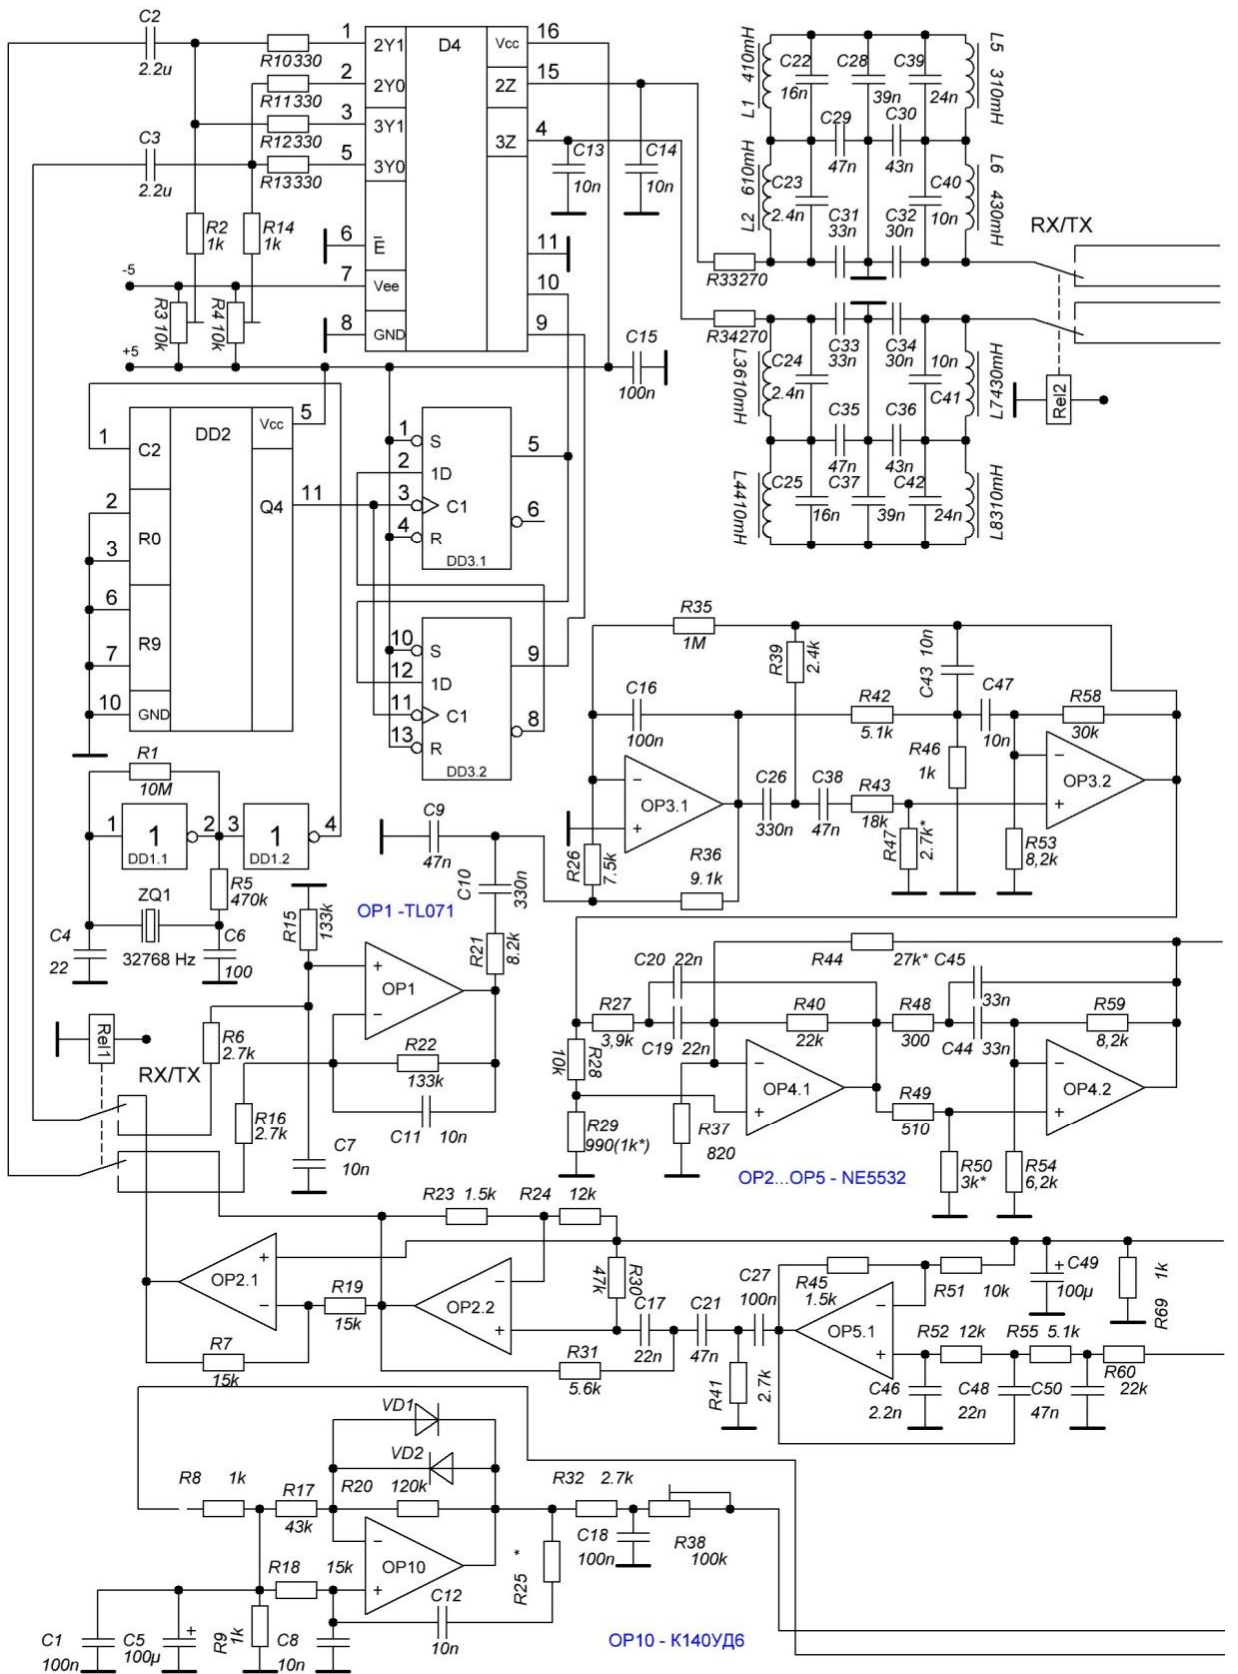 C2
2.2u
C3
2.2u
R10 330
R11 330
R12 330
R13 330
R2
1k
R14
1k
-5
R3 10k
R4 10k
+5
1
2
3
5
6
7
8
2Y1
2Y0
3Y1
3Y0
E
Vee
GND
D4
Vcc
2Z
3Z
16
15
4
11
10
9
C13
10n
C14
10n
C15
100n
L1 410mH
L2 610mH
C22
16n
C28
39n
C39
24n
L5 310mH
C29
47n
C30
43n
C23
2.4n
C31
33n
C32
30n
C40
10n
L6 430mH
RX/TX
R33 270
R34 270
L3610mH
C24
2.4n
C33
33n
C34
30n
10n
C41
L7430mH
C35
47n
C36
43n
L4410mH
C25
16n
C37
39n
C42
24n
L8310mH
Rel2
1
2
3
6
7
10
C2
R0
R9
GND
DD2
Vcc
Q4
5
11
1
2
3
4
S
1D
C1
R
DD3.1
5
6
10
12
11
13
S
1D
C1
R
DD3.2
9
8
R1
10M
1
1
DD1.1
2
3
1
DD1.2
4
R5
470k
ZQ1
32768 Hz
C4
22
C6
100
R15
133k
OP1 -TL071
C9
47n
C10
330n
R21
8.2k
+
OP1
−
R22
133k
C11
10n
C7
10n
Rel1
RX/TX
R6
2.7k
R16
2.7k
R35
1M
C16
100n
−
OP3.1
+
R26
7.5k
R36
9.1k
C26
330n
C38
47n
R39
2.4k
R42
5.1k
R43
18k
R47
2.7k*
R46
1k
C43 10n
C47
10n
R58
30k
−
OP3.2
+
R53
8,2k
R44
27k*
C20 22n
R27
3,9k
C19 22n
R28
10k
R29
990(1k*)
R37
820
R40
22k
−
OP4.1
+
R48
300
R49
510
C45
33n
C44
33n
R59
8,2k
−
OP4.2
+
R50
3k*
R54
6,2k
OP2...OP5 - NE5532
R23 1.5k
R24 12k
+
OP2.1
−
R7
15k
R19
15k
−
OP2.2
+
R30
47k
R31
5.6k
C17
22n
C21
47n
R41
2.7k
C27
100n
R45
1.5k
R51 10k
−
OP5.1
+
C49
+
100µ
R69
1k
R52 12k
R55 5.1k
R60
22k
C46
2.2n
C48
22n
C50
47n
VD1
VD2
R8 1k
R17
43k
R20 120k
−
OP10
+
R18 15k
R9
1k
C1
100n
C5
100µ
+
C8
10n
C12
10n
R25 *
R32 2.7k
C18
100n
R38
100k
OP10 - К140УД6